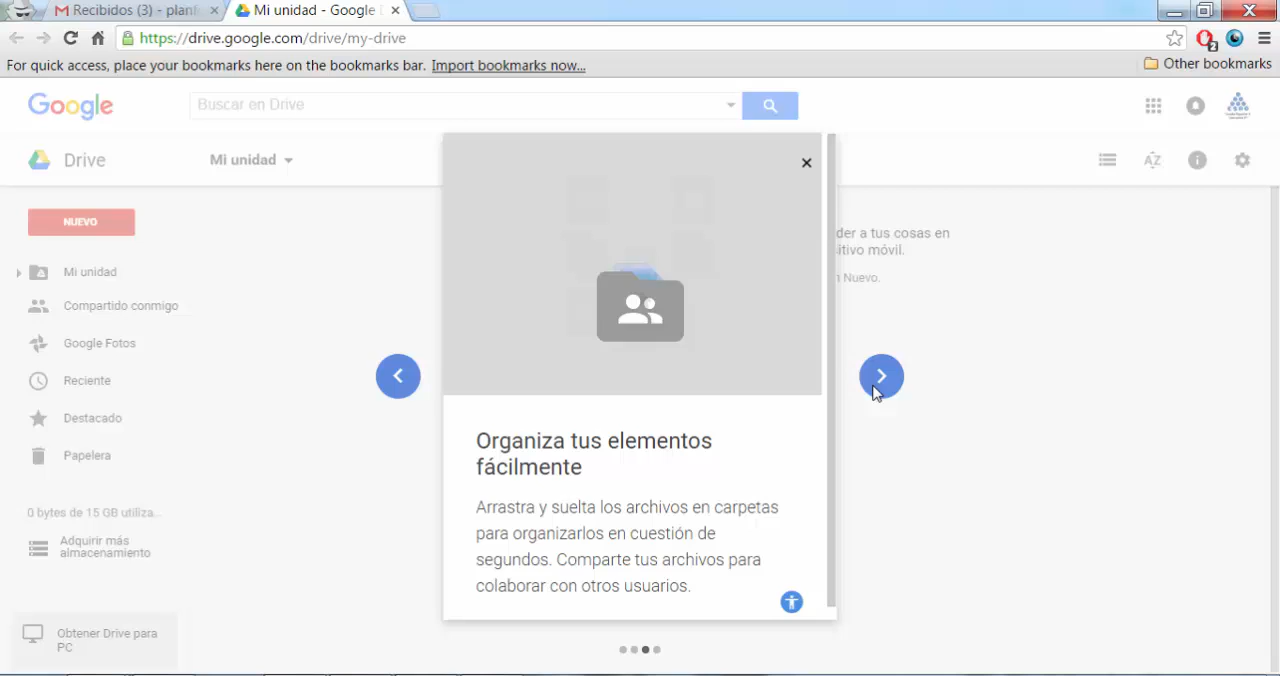 Recibidos (3) - planf
Mi unidad - Google D
https://drive.google.com/drive/my-drive
2
For quick access, place your bookmarks here on the bookmarks bar. Import bookmarks now...
Other bookmarks
Google
Buscar en Drive
Drive
Mi unidad
AZ
NUEVO
der a tus cosas en
itivo móvil.
n Nuevo.
Mi unidad
Compartido conmigo
Google Fotos
Reciente
Destacado
Papelera
0 bytes de 15 GB utiliza...
Adquirir más
almacenamiento
Obtener Drive para
PC
Organiza tus elementos
fácilmente
Arrastra y suelta los archivos en carpetas
para organizarlos en cuestión de
segundos. Comparte tus archivos para
colaborar con otros usuarios.